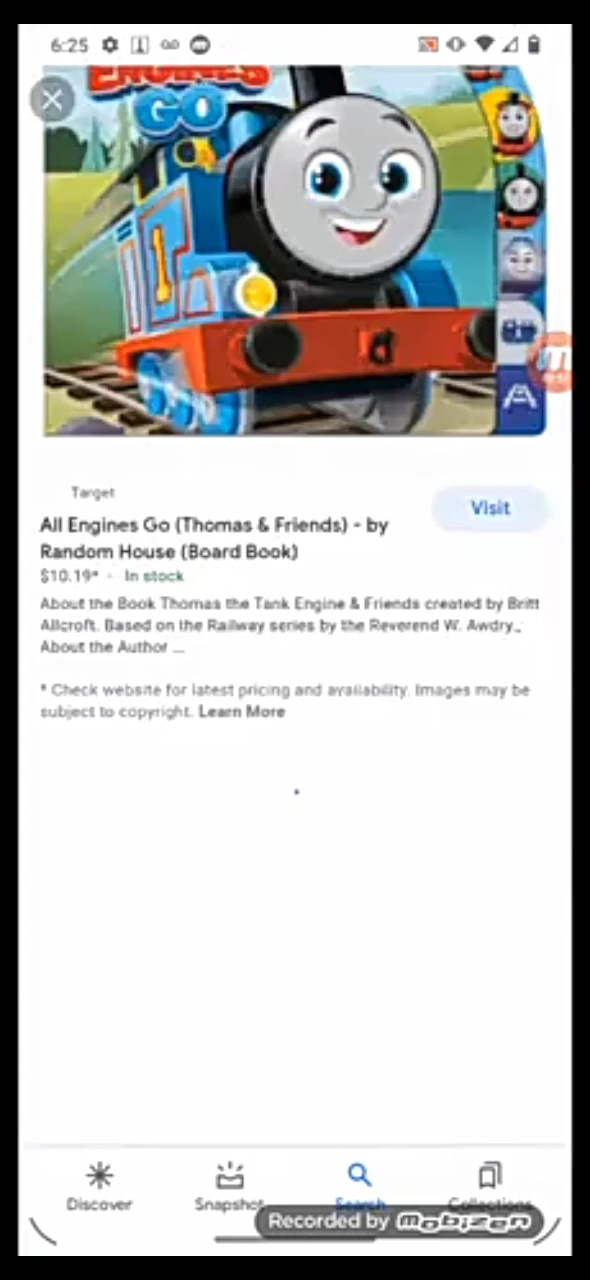 6:25
ENGINES
GO
1
Target
Visit
All Engines Go (Thomas & Friends) - by
Random House (Board Book)
$10.19* · In stock
About the Book Thomas the Tank Engine & Friends created by Britt
Allcroft. Based on the Railway series by the Reverend W. Awdry._
About the Author ...
* Check website for latest pricing and availability. Images may be
subject to copyright. Learn More
Discover
Snapshot
Search
Collections
Recorded by mobizen